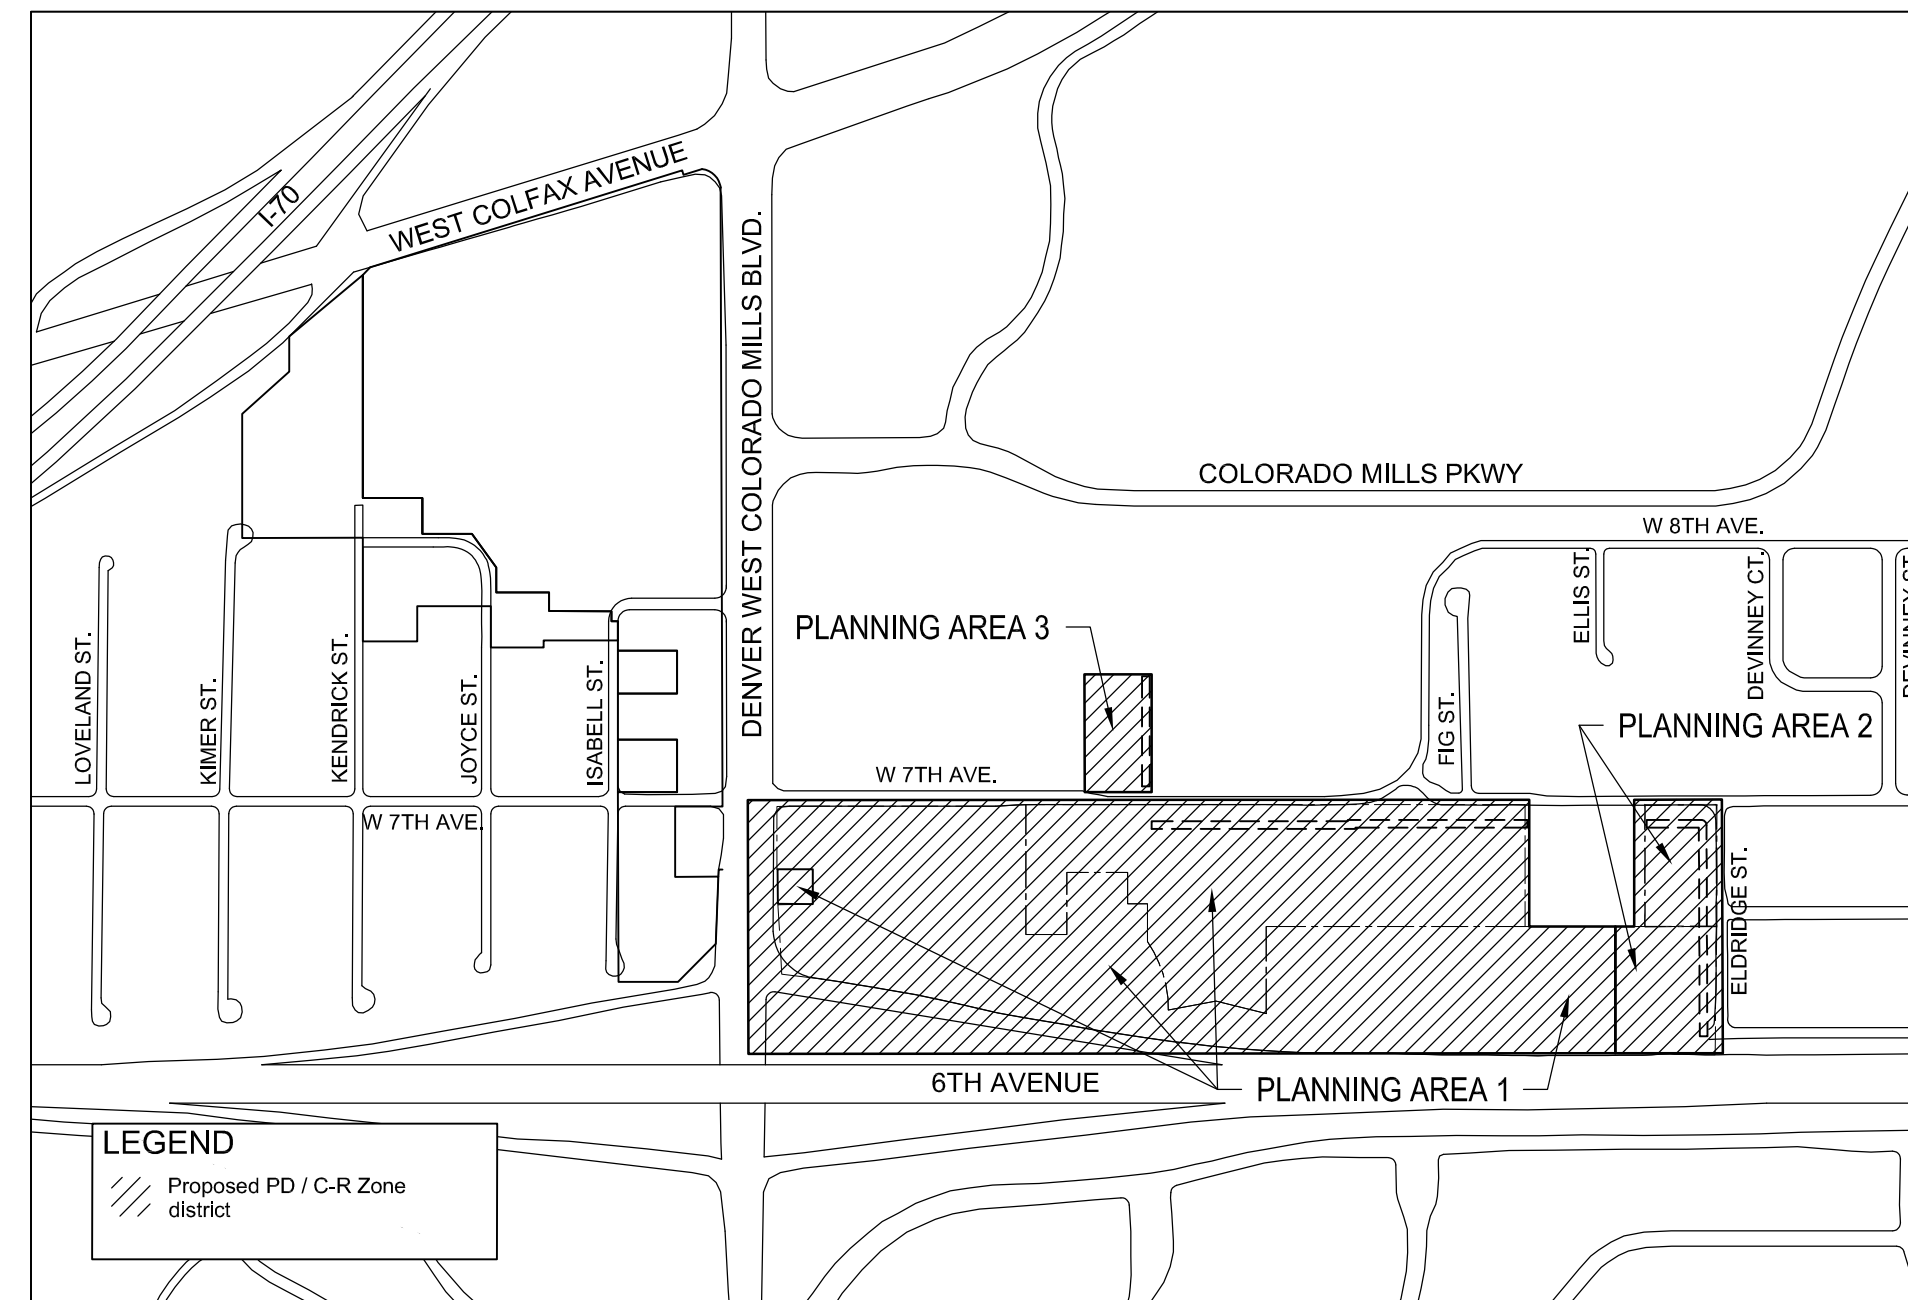 I-70
WEST COLFAX AVENUE
DENVER WEST COLORADO MILLS BLVD.
COLORADO MILLS PKWY
W 8TH AVE.
ELLIS ST.
DEVINNEY CT.
DEVINNEY ST.
PLANNING AREA 3
LOVELAND ST.
KIMER ST.
KENDRICK ST.
JOYCE ST.
ISABELL ST.
FIG ST.
PLANNING AREA 2
W 7TH AVE.
W 7TH AVE.
ELDRIDGE ST.
6TH AVENUE
PLANNING AREA 1
LEGEND
Proposed PD / C-R Zone
district